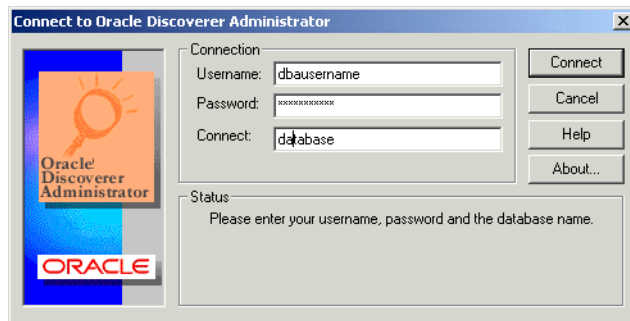 Connect to Oracle Discoverer Administrator
Connection
Username: dbausername
Password: ***********
Connect: database
Connect
Cancel
Help
About...
Oracle
Discoverer
Administrator
ORACLE
Status
Please enter your username, password and the database name.